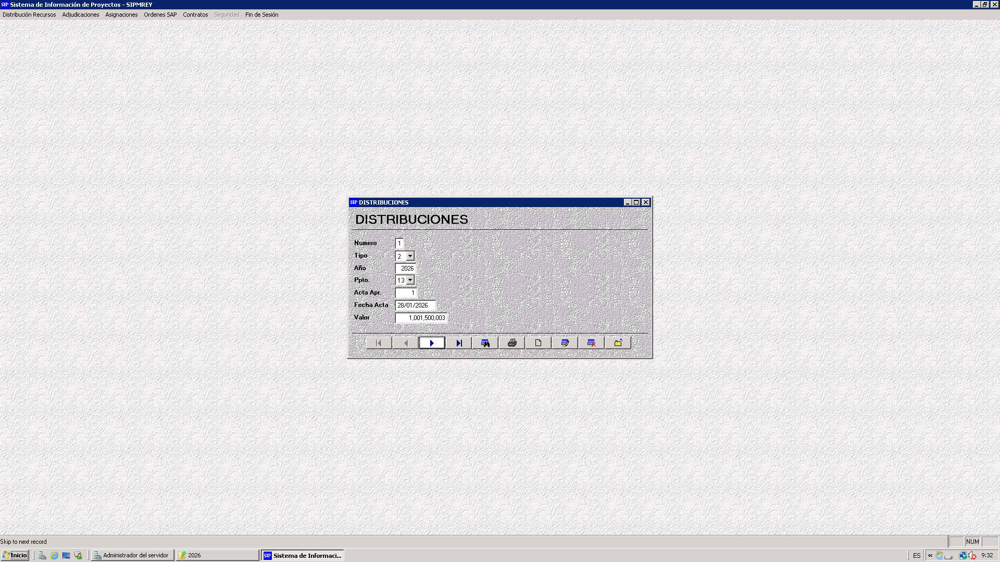 SIP Sistema de Información de Proyectos - SIPMREY
Distribución Recursos Adjudicaciones Asignaciones Ordenes SAP Contratos Seguridad Fin de Sesión
SIP DISTRIBUCIONES
DISTRIBUCIONES
Numero 1
Tipo 2
Año 2026
Ppto. 13
Acta Apr. 1
Fecha Acta 28/01/2026
Valor 1,001,500,003
Skip to next record NUM
Inicio Administrador del servidor 2026 SIP Sistema de Informaci... ES « 9:32